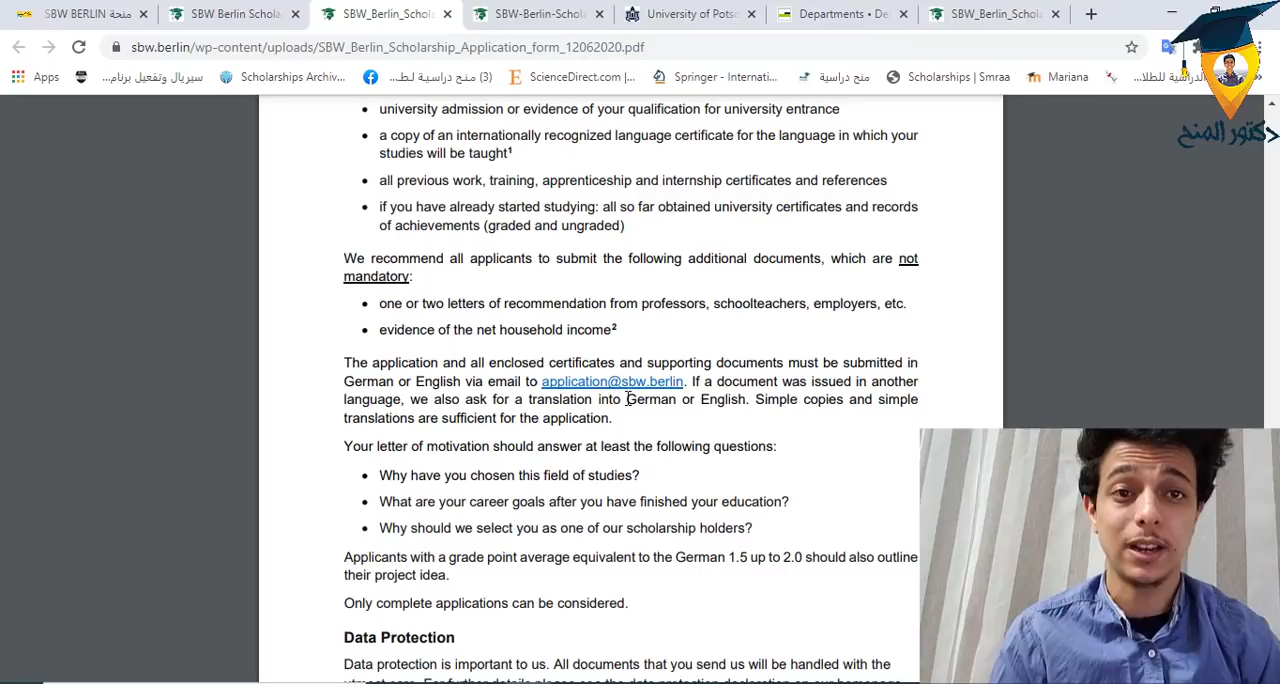 منحة SBW BERLIN
SBW Berlin Schola
SBW_Berlin_Schola
SBW-Berlin-Schola
University of Potsd
Departments • De
SBW_Berlin_Schola
sbw.berlin/wp-content/uploads/SBW_Berlin_Scholarship_Application_form_12062020.pdf
Apps
سيريال وتفعيل برنام...
Scholarships Archiv...
(3) منح دراسية لط...
ScienceDirect.com |...
Springer - Internati...
منح دراسية
Scholarships | Smraa
Mariana
الدراسية للطلا...
دكتور المنح
• university admission or evidence of your qualification for university entrance
• a copy of an internationally recognized language certificate for the language in which your
studies will be taught¹
• all previous work, training, apprenticeship and internship certificates and references
• if you have already started studying: all so far obtained university certificates and records
of achievements (graded and ungraded)
We recommend all applicants to submit the following additional documents, which are not
mandatory:
• one or two letters of recommendation from professors, schoolteachers, employers, etc.
• evidence of the net household income²
The application and all enclosed certificates and supporting documents must be submitted in
German or English via email to application@sbw.berlin. If a document was issued in another
language, we also ask for a translation into German or English. Simple copies and simple
translations are sufficient for the application.
Your letter of motivation should answer at least the following questions:
• Why have you chosen this field of studies?
• What are your career goals after you have finished your education?
• Why should we select you as one of our scholarship holders?
Applicants with a grade point average equivalent to the German 1.5 up to 2.0 should also outline
their project idea.
Only complete applications can be considered.
Data Protection
Data protection is important to us. All documents that you send us will be handled with the